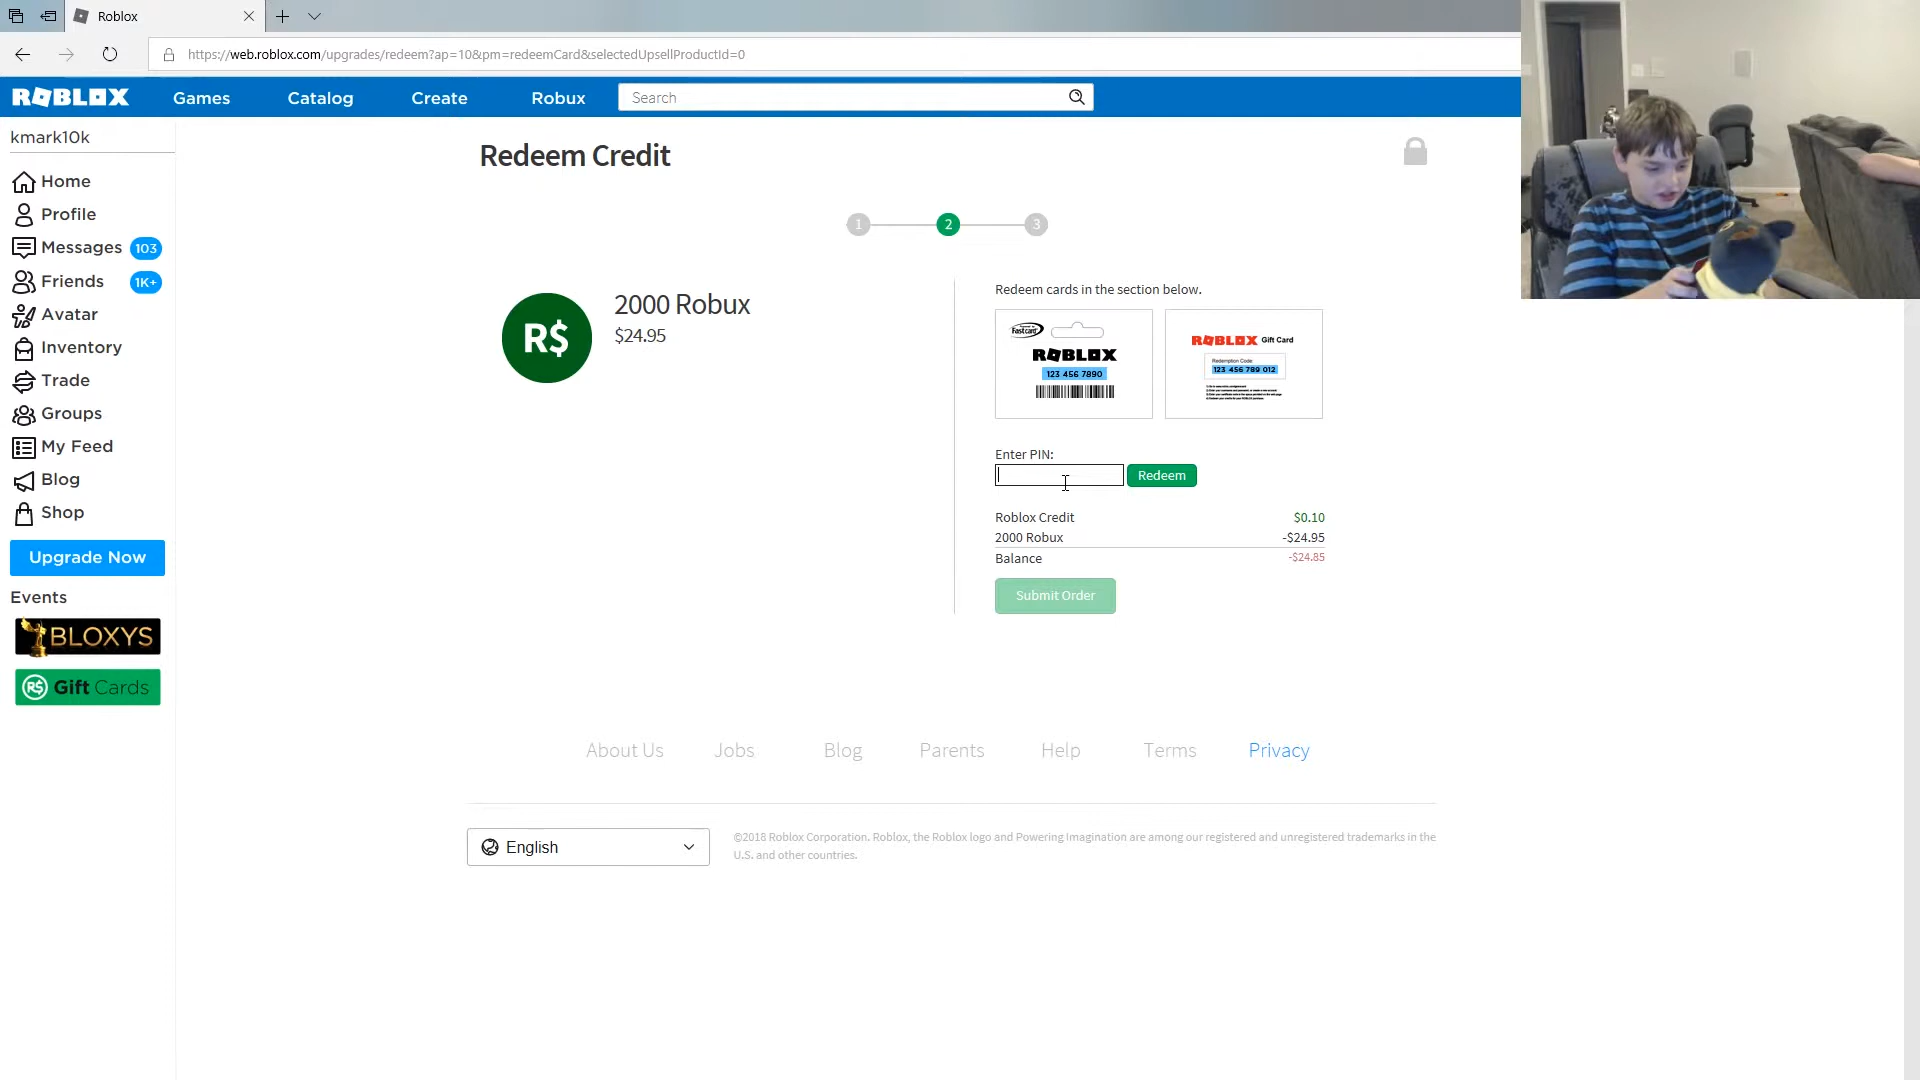 Roblox
https://web.roblox.com/upgrades/redeem?ap=10&pm=redeemCard&selectedUpsellProductId=0
ROBLOX Games Catalog Create Robux Search
kmark10k
Home
Profile
Messages 103
Friends 1K+
Avatar
Inventory
Trade
Groups
My Feed
Blog
Shop
Upgrade Now
Events
BLOXYS
R$ Gift Cards
Redeem Credit
1 2 3
R$
2000 Robux
$24.95
Redeem cards in the section below.
Fastcard
ROBLOX
123 456 7890
ROBLOX Gift Card
Redemption Code:
123 456 789 012
Enter PIN:
Redeem
Roblox Credit $0.10
2000 Robux -$24.95
Balance -$24.85
Submit Order
About Us Jobs Blog Parents Help Terms Privacy
English
©2018 Roblox Corporation. Roblox, the Roblox logo and Powering Imagination are among our registered and unregistered trademarks in the
U.S. and other countries.